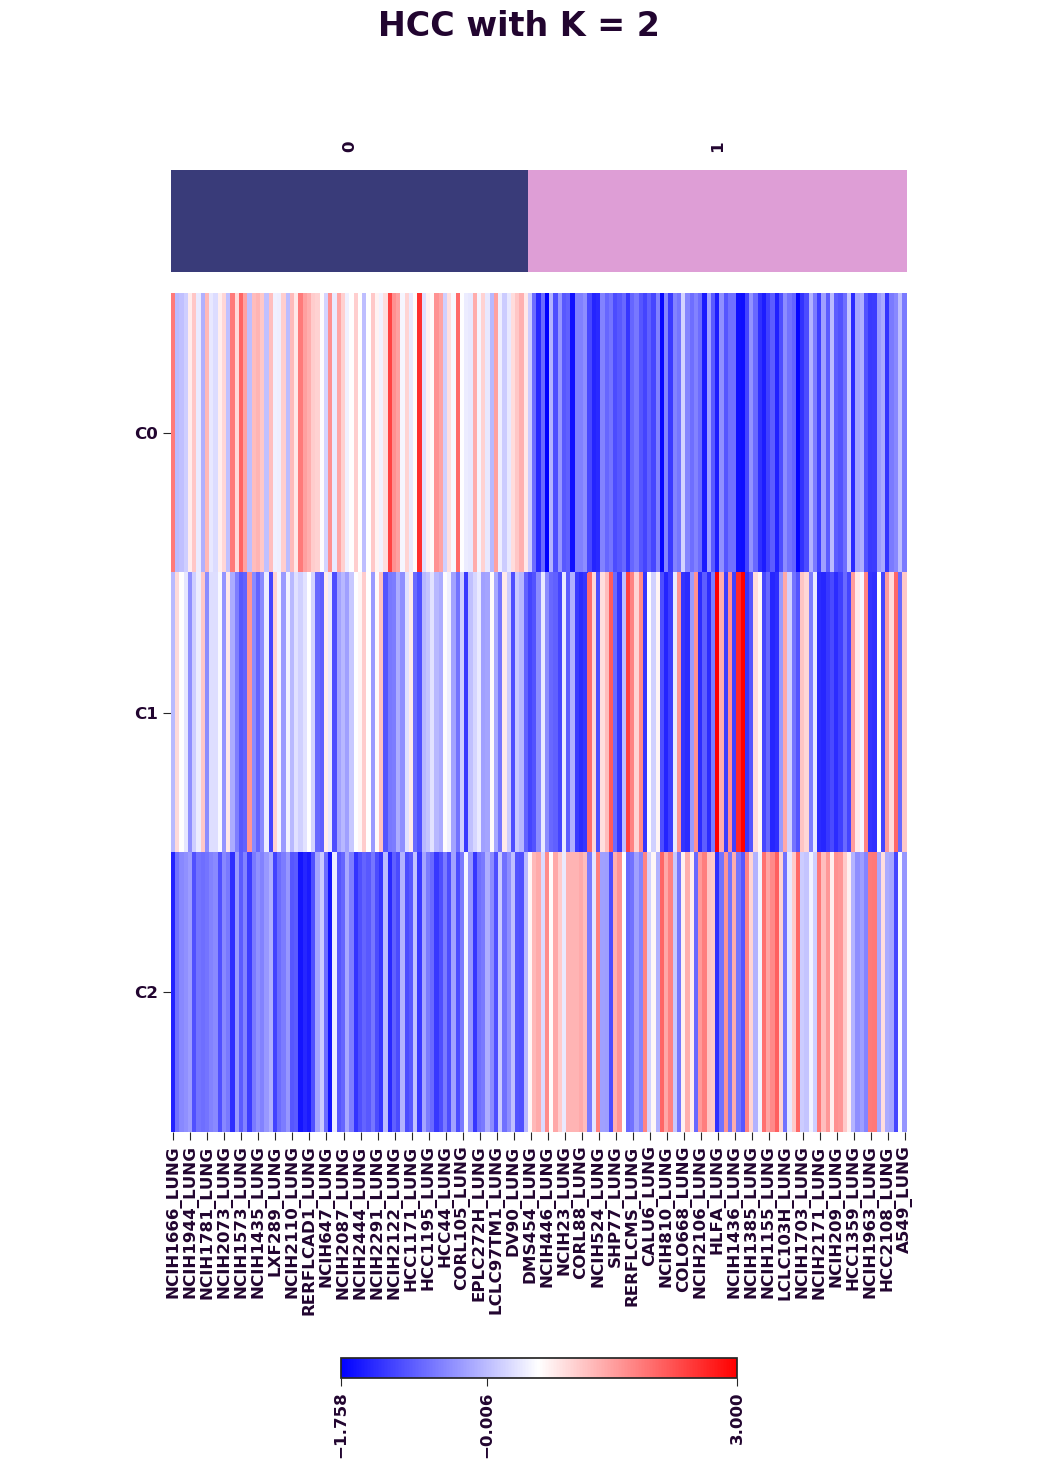 HCC with K = 2
0
1
C0
C1
C2
NCIH1666_LUNG
NCIH1944_LUNG
NCIH1781_LUNG
NCIH2073_LUNG
NCIH1573_LUNG
NCIH1435_LUNG
LXF289_LUNG
NCIH2110_LUNG
RERFLCAD1_LUNG
NCIH647_LUNG
NCIH2087_LUNG
NCIH2444_LUNG
NCIH2291_LUNG
NCIH2122_LUNG
HCC1171_LUNG
HCC1195_LUNG
HCC44_LUNG
CORL105_LUNG
EPLC272H_LUNG
LCLC97TM1_LUNG
DV90_LUNG
DMS454_LUNG
NCIH446_LUNG
NCIH23_LUNG
CORL88_LUNG
NCIH524_LUNG
SHP77_LUNG
RERFLCMS_LUNG
CALU6_LUNG
NCIH810_LUNG
COLO668_LUNG
NCIH2106_LUNG
HLFA_LUNG
NCIH1436_LUNG
NCIH1385_LUNG
NCIH1155_LUNG
LCLC103H_LUNG
NCIH1703_LUNG
NCIH2171_LUNG
NCIH209_LUNG
HCC1359_LUNG
NCIH1963_LUNG
HCC2108_LUNG
A549_LUNG
−1.758
−0.006
3.000